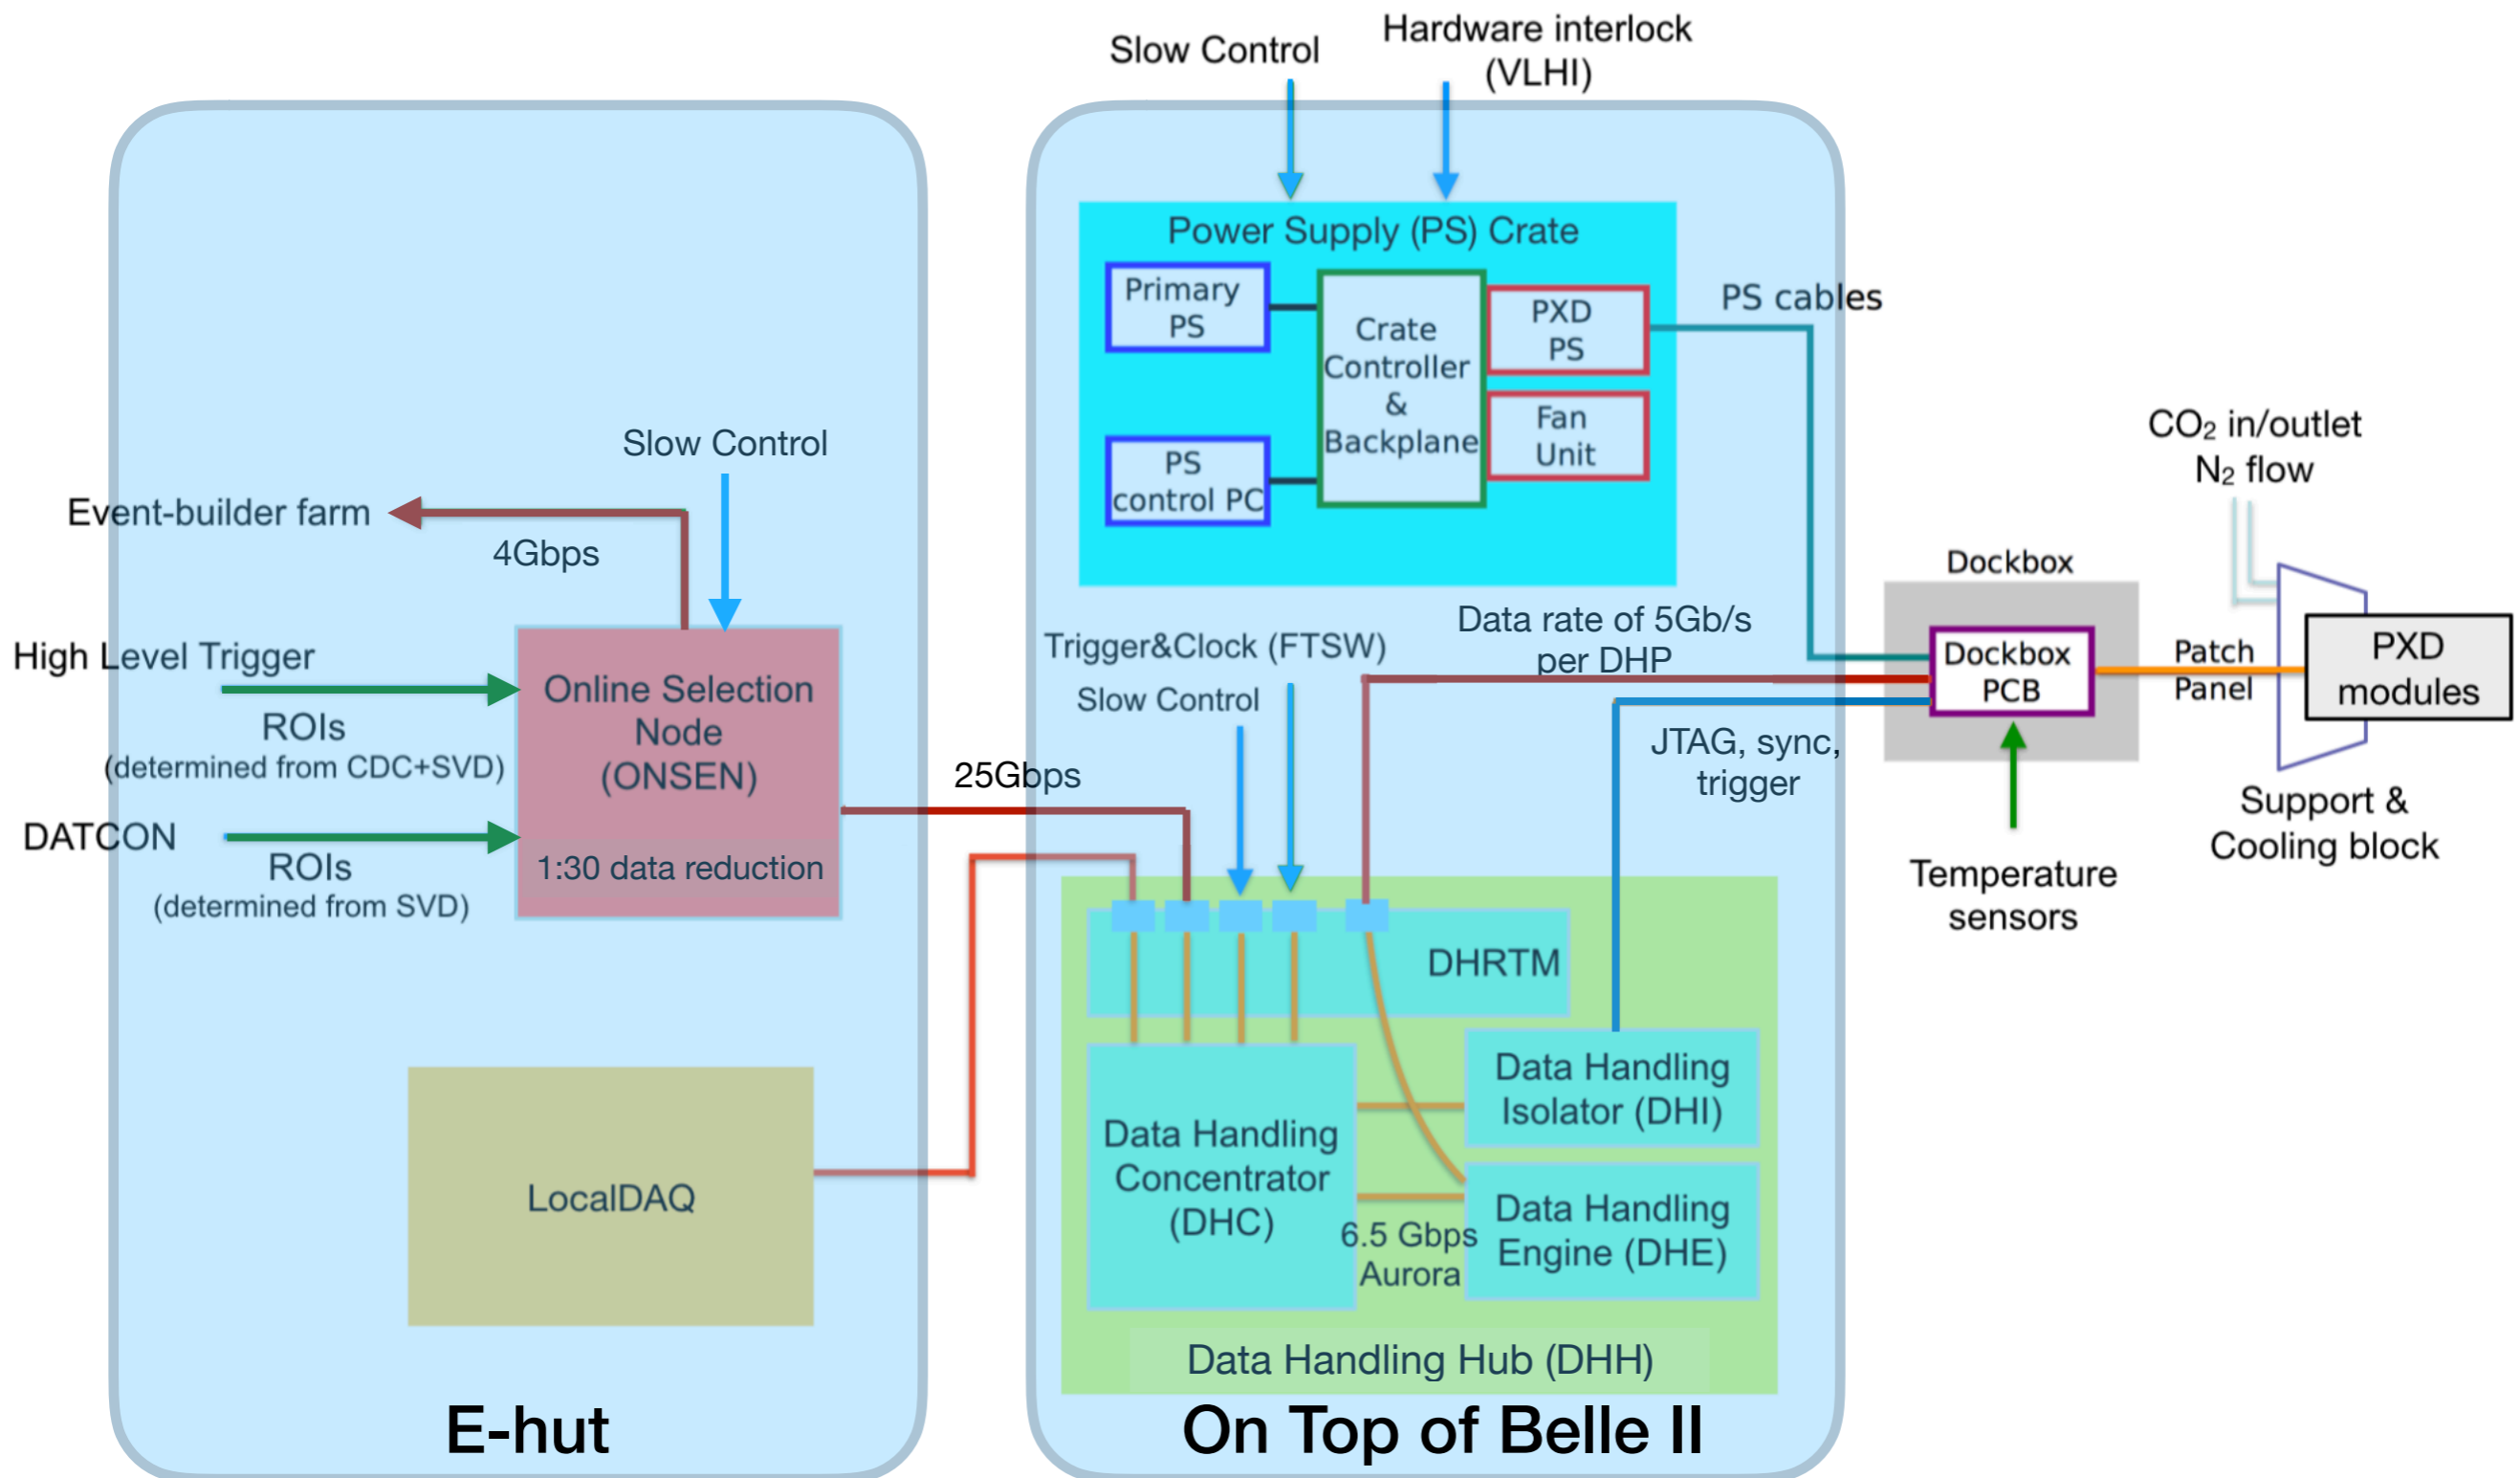 Slow Control
Hardware interlock
(VLHI)
Power Supply (PS) Crate
Primary
PS
PS
control PC
Crate
Controller
&
Backplane
PXD
PS
Fan
Unit
PS cables
Slow Control
Event-builder farm
4Gbps
High Level Trigger
ROIs
(determined from CDC+SVD)
DATCON
ROIs
(determined from SVD)
Online Selection
Node
(ONSEN)
1:30 data reduction
25Gbps
LocalDAQ
E-hut
Trigger&Clock (FTSW)
Slow Control
Data rate of 5Gb/s
per DHP
JTAG, sync,
trigger
DHRTM
Data Handling
Concentrator
(DHC)
Data Handling
Isolator (DHI)
Data Handling
Engine (DHE)
6.5 Gbps
Aurora
Data Handling Hub (DHH)
On Top of Belle II
Dockbox
Dockbox
PCB
Temperature
sensors
Patch
Panel
CO₂ in/outlet
N₂ flow
PXD
modules
Support &
Cooling block